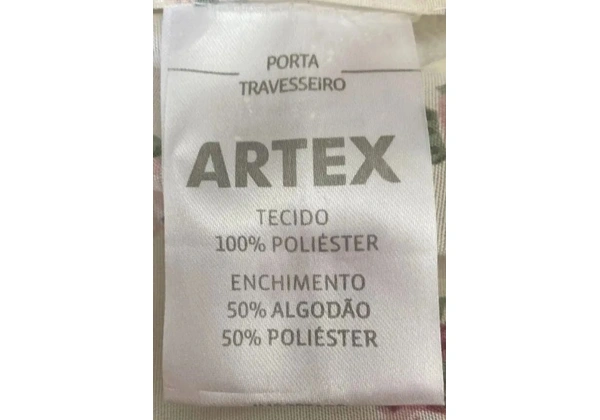 PORTA
TRAVESSEIRO
ARTEX
TECIDO
100% POLIÉSTER
ENCHIMENTO
50% ALGODÃO
50% POLIÉSTER